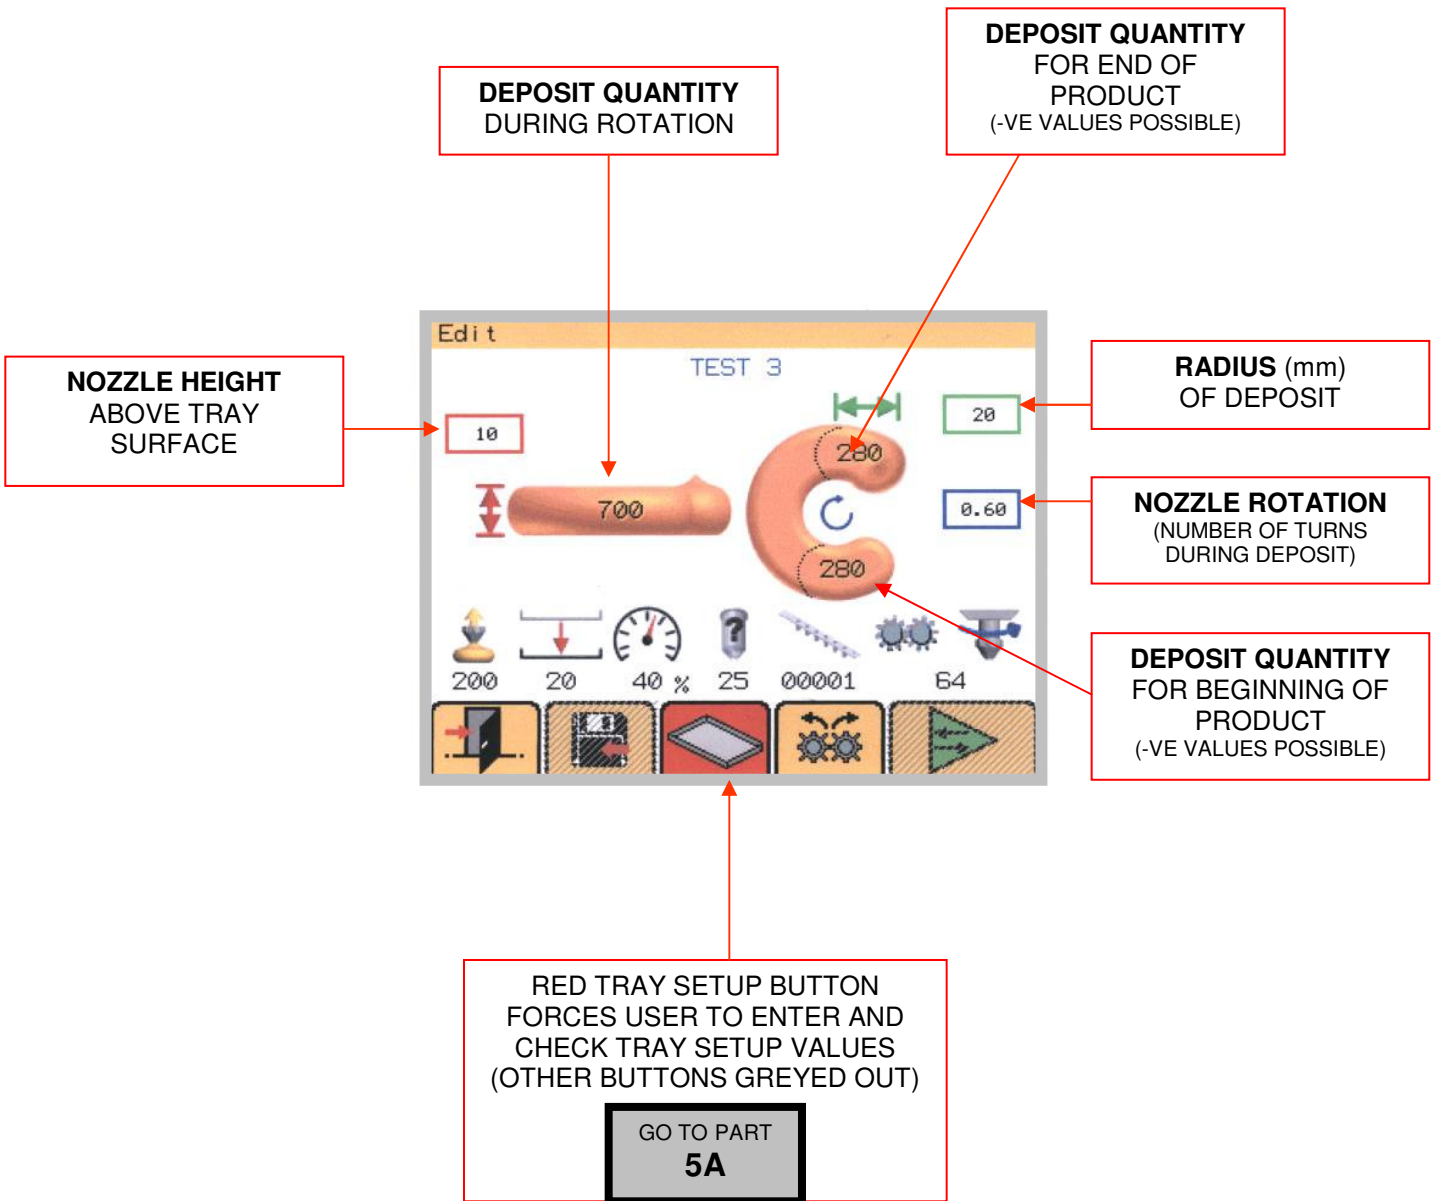 DEPOSIT QUANTITY
FOR END OF
PRODUCT
(-VE VALUES POSSIBLE)
DEPOSIT QUANTITY
DURING ROTATION
NOZZLE HEIGHT
ABOVE TRAY
SURFACE
Edit
TEST 3
10
20
280
700
0.60
280
200 20 40 % 25 00001 64
RADIUS (mm)
OF DEPOSIT
NOZZLE ROTATION
(NUMBER OF TURNS
DURING DEPOSIT)
DEPOSIT QUANTITY
FOR BEGINNING OF
PRODUCT
(-VE VALUES POSSIBLE)
RED TRAY SETUP BUTTON
FORCES USER TO ENTER AND
CHECK TRAY SETUP VALUES
(OTHER BUTTONS GREYED OUT)
GO TO PART
5A